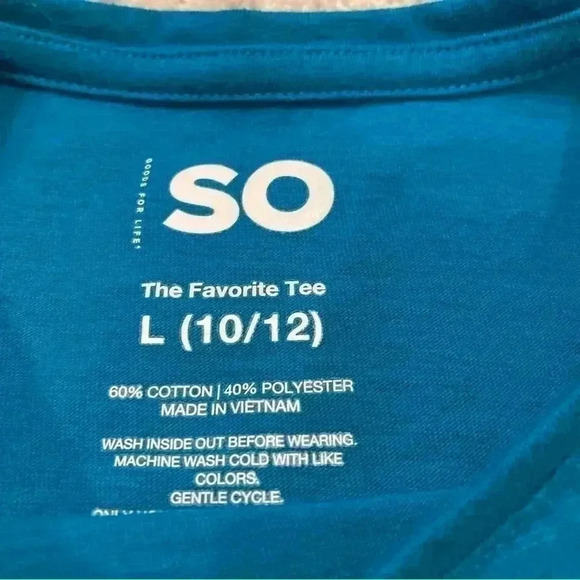 GOODS FOR LIFE
SO
The Favorite Tee
L (10/12)
60% COTTON | 40% POLYESTER
MADE IN VIETNAM
WASH INSIDE OUT BEFORE WEARING.
MACHINE WASH COLD WITH LIKE
COLORS.
GENTLE CYCLE.
ONLY